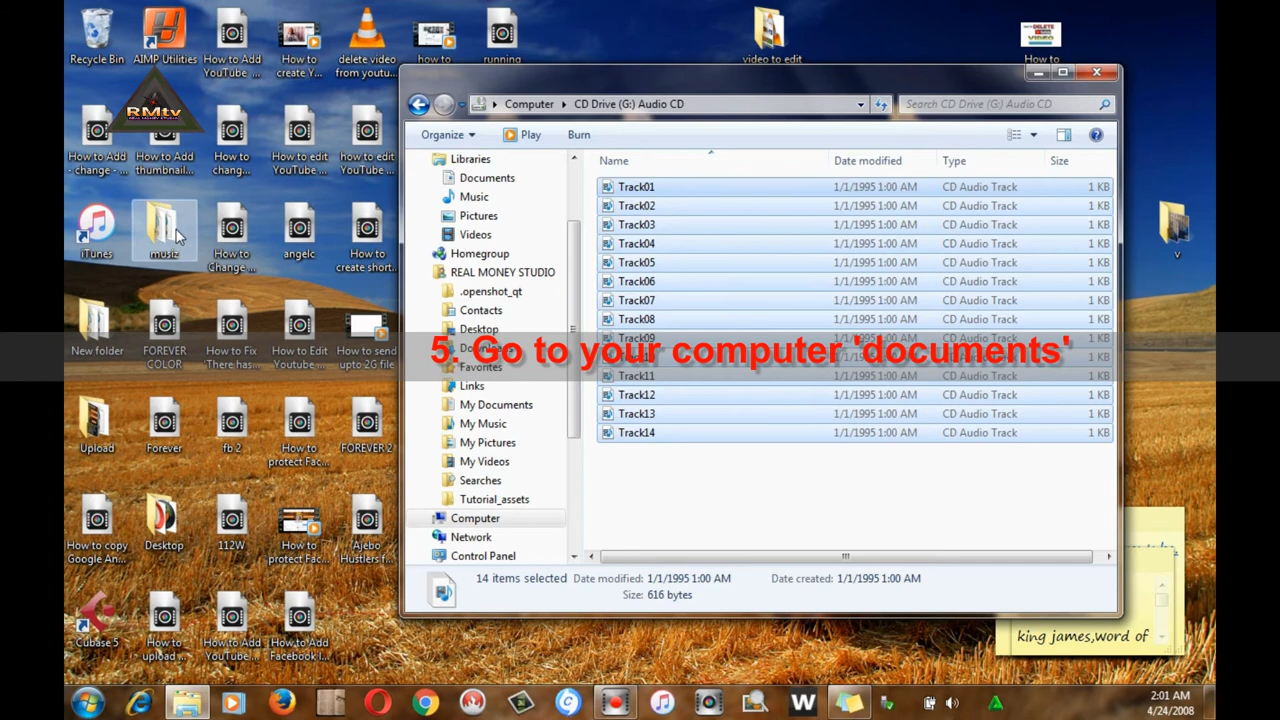 Recycle Bin
AIMP Utilities
How to Add YouTube ...
How to create Y...
delete video from youtu...
how to
running
video to edit
How to
RMtv
REAL MONEY STUDIO
How to Add - change - ...
How to Add thumbnail...
How to chang...
How to edit YouTube ...
how to edit YouTube ...
iTunes
musiz
How to Change ...
angelc
How to create short...
New folder
FOREVER COLOR
How to Fix There has...
How to Edit Youtube ...
How to send upto 2G file
Upload
Forever
fb 2
How to protect Fac...
FOREVER 2
How to copy Google An...
Desktop
112W
How to protect Fac...
Ajebo Hustlers f...
Cubase 5
How to upload ...
How to Add YouTube ...
How to Add Facebook l...
v
Computer
CD Drive (G:) Audio CD
Search CD Drive (G:) Audio CD
Organize
Play
Burn
Libraries
Documents
Music
Pictures
Videos
Homegroup
REAL MONEY STUDIO
.openshot_qt
Contacts
Desktop
Downloads
Favorites
Links
My Documents
My Music
My Pictures
My Videos
Searches
Tutorial_assets
Computer
Network
Control Panel
Name Date modified Type Size
Track01 1/1/1995 1:00 AM CD Audio Track 1 KB
Track02 1/1/1995 1:00 AM CD Audio Track 1 KB
Track03 1/1/1995 1:00 AM CD Audio Track 1 KB
Track04 1/1/1995 1:00 AM CD Audio Track 1 KB
Track05 1/1/1995 1:00 AM CD Audio Track 1 KB
Track06 1/1/1995 1:00 AM CD Audio Track 1 KB
Track07 1/1/1995 1:00 AM CD Audio Track 1 KB
Track08 1/1/1995 1:00 AM CD Audio Track 1 KB
Track09 1/1/1995 1:00 AM CD Audio Track 1 KB
5. Go to your computer 'documents'
Track11 1/1/1995 1:00 AM CD Audio Track 1 KB
Track12 1/1/1995 1:00 AM CD Audio Track 1 KB
Track13 1/1/1995 1:00 AM CD Audio Track 1 KB
Track14 1/1/1995 1:00 AM CD Audio Track 1 KB
14 items selected Date modified: 1/1/1995 1:00 AM Date created: 1/1/1995 1:00 AM
Size: 616 bytes
king james,word of
2:01 AM
4/24/2008